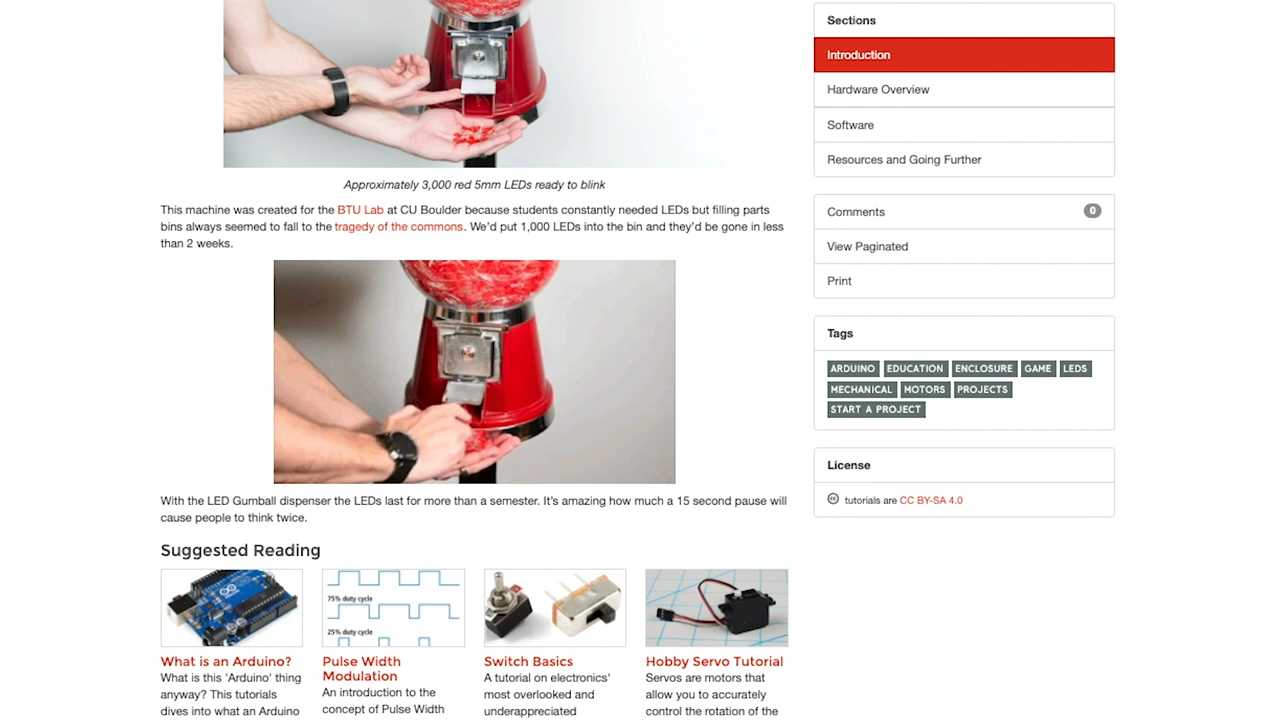 Approximately 3,000 red 5mm LEDs ready to blink
This machine was created for the BTU Lab at CU Boulder because students constantly needed LEDs but filling parts
bins always seemed to fall to the tragedy of the commons. We'd put 1,000 LEDs into the bin and they'd be gone in less
than 2 weeks.
With the LED Gumball dispenser the LEDs last for more than a semester. It's amazing how much a 15 second pause will
cause people to think twice.
Suggested Reading
75% duty cycle
25% duty cycle
What is an Arduino?
What is this 'Arduino' thing
anyway? This tutorials
dives into what an Arduino
Pulse Width
Modulation
An introduction to the
concept of Pulse Width
Switch Basics
A tutorial on electronics'
most overlooked and
underappreciated
Hobby Servo Tutorial
Servos are motors that
allow you to accurately
control the rotation of the
Sections
Introduction
Hardware Overview
Software
Resources and Going Further
Comments 0
View Paginated
Print
Tags
ARDUINO EDUCATION ENCLOSURE GAME LEDS
MECHANICAL MOTORS PROJECTS
START A PROJECT
License
cc tutorials are CC BY-SA 4.0